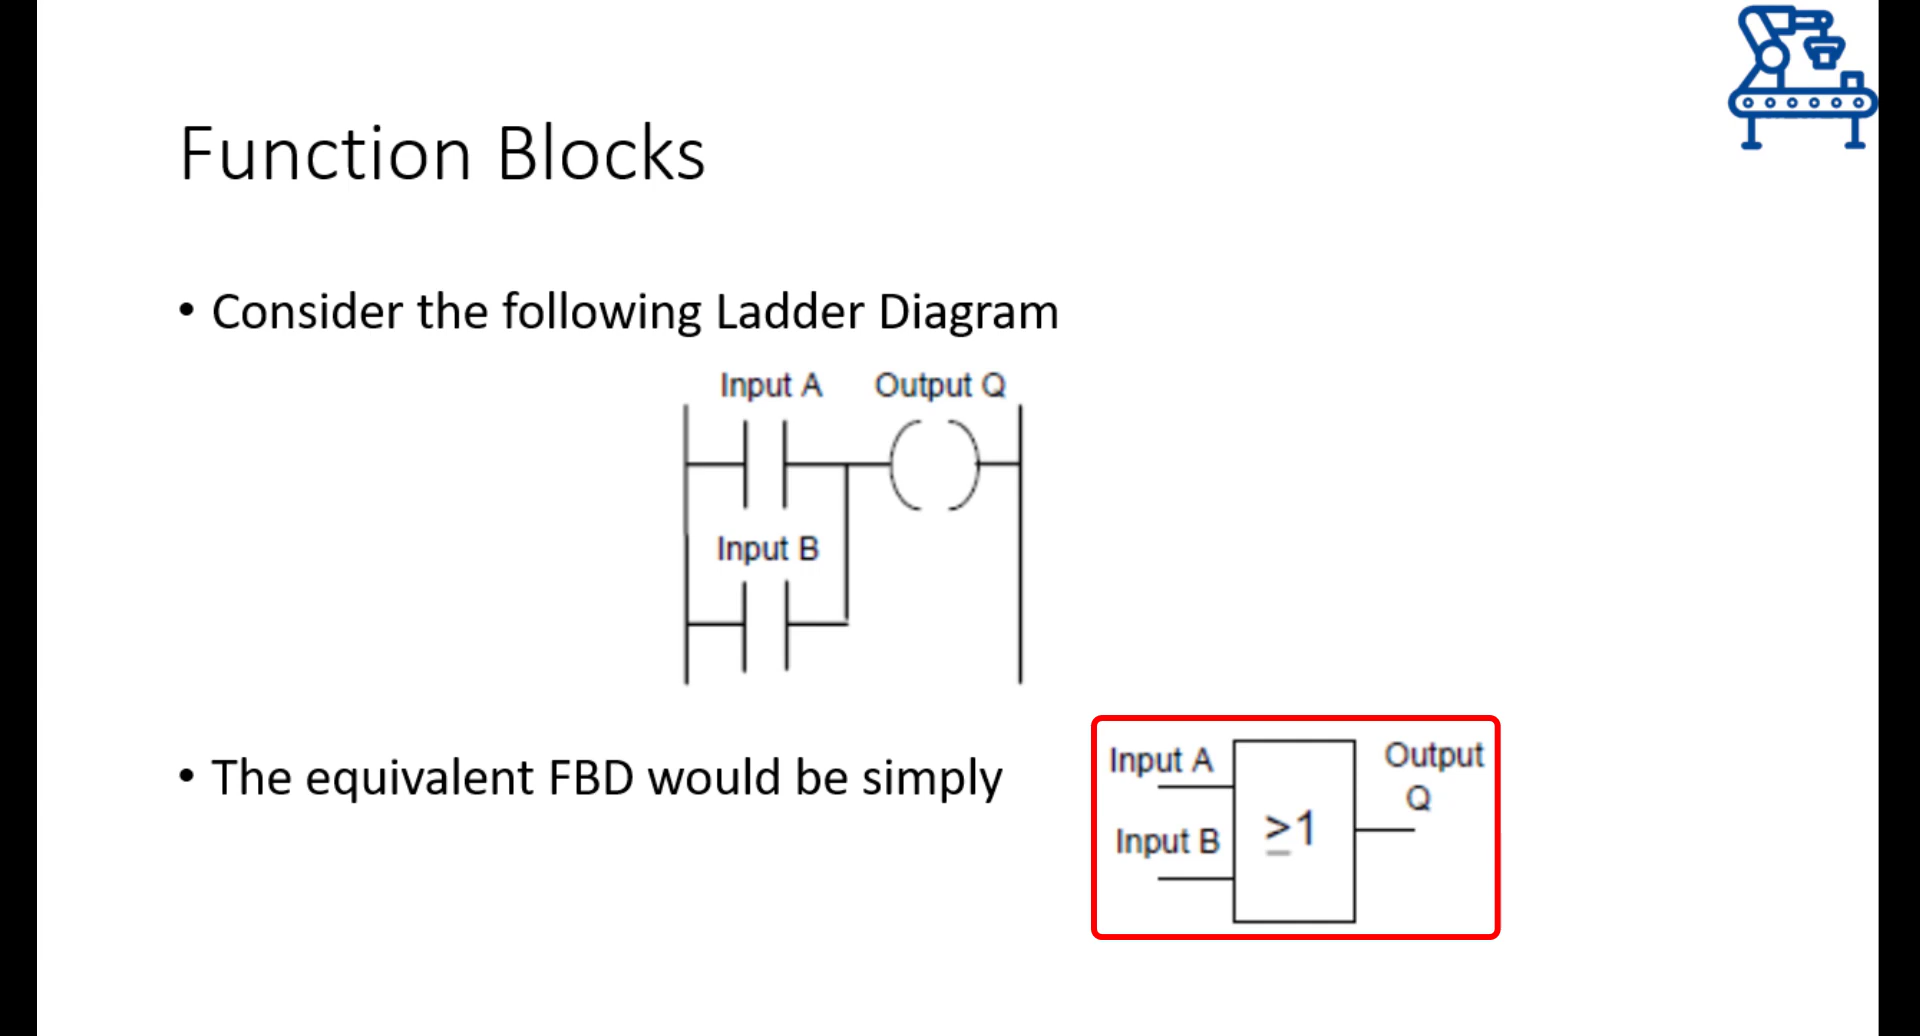 Function Blocks
• Consider the following Ladder Diagram
Input A Output Q
Input B
• The equivalent FBD would be simply
Input A
Input B
≥1
Output
Q